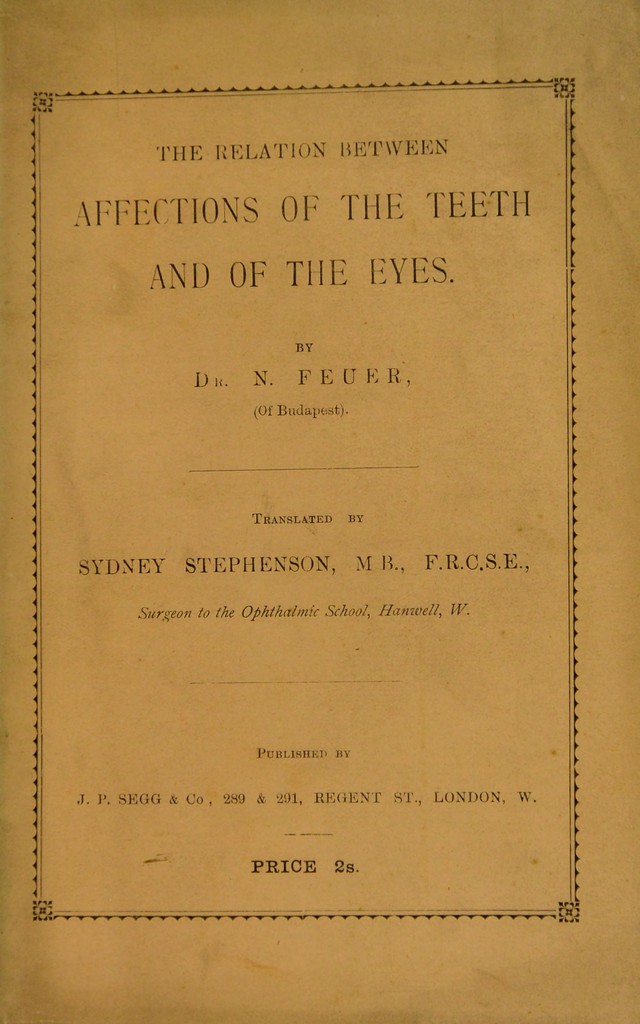 THE RELATION BETWEEN
AFFECTIONS OF THE TEETH
AND OF THE EYES.
BY
DR. N. FEUER,
(Of Budapest).
TRANSLATED BY
SYDNEY STEPHENSON, M B., F.R.C.S.E.,
Surgeon to the Ophthalmic School, Hanwell, W.
PUBLISHED BY
J. P. SEGG & Co , 289 & 291, REGENT ST., LONDON, W.
PRICE 2s.